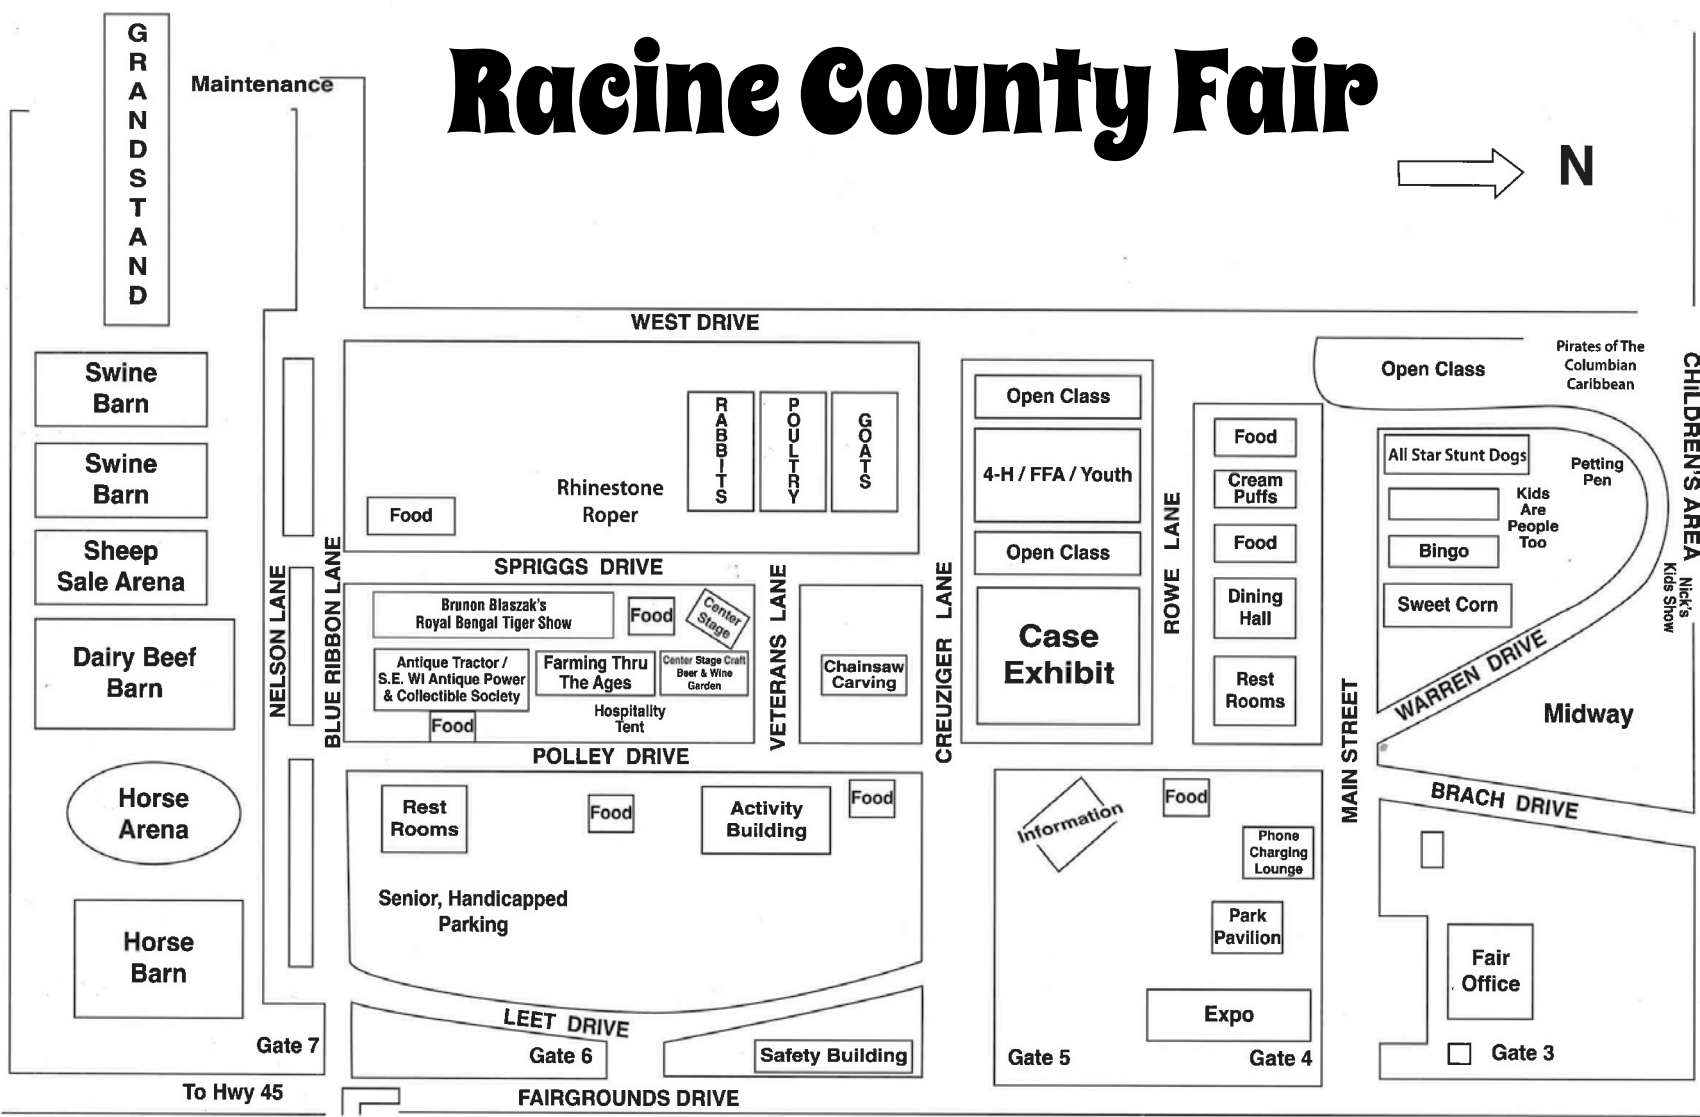 Racine County Fair
N
GRANDSTAND
Maintenance
WEST DRIVE
Swine
Barn
Swine
Barn
Sheep
Sale Arena
Dairy Beef
Barn
Horse
Arena
Horse
Barn
Gate 7
To Hwy 45
NELSON LANE
BLUE RIBBON LANE
RABBITS
POULTRY
GOATS
Rhinestone
Roper
Food
SPRIGGS DRIVE
Brunon Blaszak's
Royal Bengal Tiger Show
Food
Center
Stage
Antique Tractor /
S.E. WI Antique Power
& Collectible Society
Farming Thru
The Ages
Center Stage Craft
Beer & Wine
Garden
Hospitality
Tent
Food
VETERANS LANE
Chainsaw
Carving
POLLEY DRIVE
Rest
Rooms
Food
Activity
Building
Food
Senior, Handicapped
Parking
LEET DRIVE
Gate 6
Safety Building
FAIRGROUNDS DRIVE
CREUZIGER LANE
Open Class
4-H / FFA / Youth
Open Class
Case
Exhibit
ROWE LANE
Food
Cream
Puffs
Food
Dining
Hall
Rest
Rooms
MAIN STREET
Information
Food
Phone
Charging
Lounge
Park
Pavilion
Expo
Gate 5
Gate 4
Open Class
Pirates of The
Columbian
Caribbean
CHILDREN'S AREA
All Star Stunt Dogs
Petting
Pen
Kids
Are
People
Too
Bingo
Sweet Corn
Nick's
Kids Show
WARREN DRIVE
Midway
BRACH DRIVE
Fair
Office
Gate 3